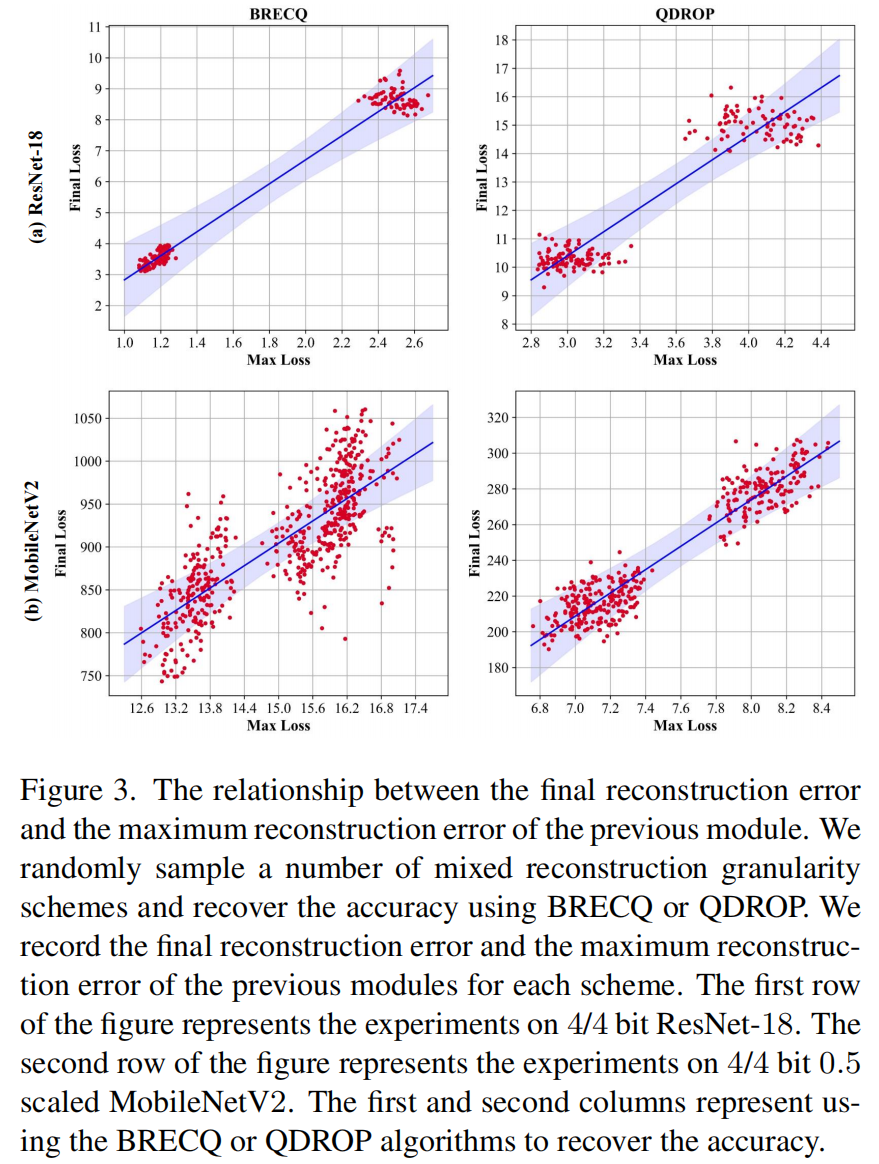 BRECQ
QDROP
(a) ResNet-18
Final Loss
11
10
9
8
7
6
5
4
3
2
1.0 1.2 1.4 1.6 1.8 2.0 2.2 2.4 2.6
Max Loss
Final Loss
18
17
16
15
14
13
12
11
10
9
8
2.8 3.0 3.2 3.4 3.6 3.8 4.0 4.2 4.4
Max Loss
(b) MobileNetV2
Final Loss
1050
1000
950
900
850
800
750
12.6 13.2 13.8 14.4 15.0 15.6 16.2 16.8 17.4
Max Loss
Final Loss
320
300
280
260
240
220
200
180
6.8 7.0 7.2 7.4 7.6 7.8 8.0 8.2 8.4
Max Loss
Figure 3. The relationship between the final reconstruction error
and the maximum reconstruction error of the previous module. We
randomly sample a number of mixed reconstruction granularity
schemes and recover the accuracy using BRECQ or QDROP. We
record the final reconstruction error and the maximum reconstruc-
tion error of the previous modules for each scheme. The first row
of the figure represents the experiments on 4/4 bit ResNet-18. The
second row of the figure represents the experiments on 4/4 bit 0.5
scaled MobileNetV2. The first and second columns represent us-
ing the BRECQ or QDROP algorithms to recover the accuracy.